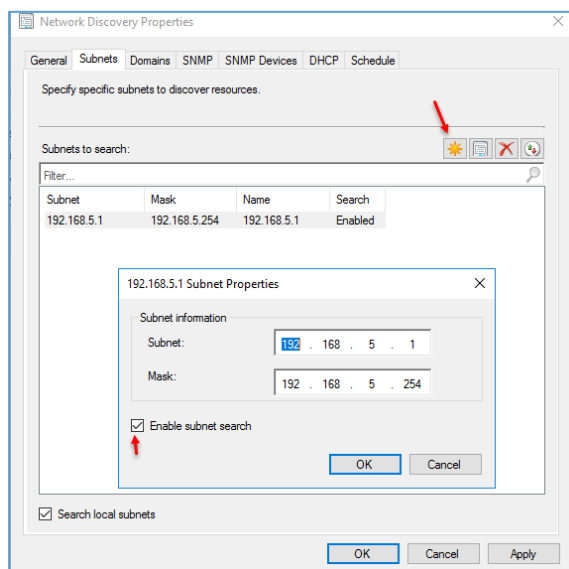 Network Discovery Properties
General Subnets Domains SNMP SNMP Devices DHCP Schedule
Specify specific subnets to discover resources.
Subnets to search:
Filter...
Subnet Mask Name Search
192.168.5.1 192.168.5.254 192.168.5.1 Enabled
192.168.5.1 Subnet Properties
Subnet information
Subnet: 192 . 168 . 5 . 1
Mask: 192 . 168 . 5 . 254
Enable subnet search
OK Cancel
Search local subnets
OK Cancel Apply